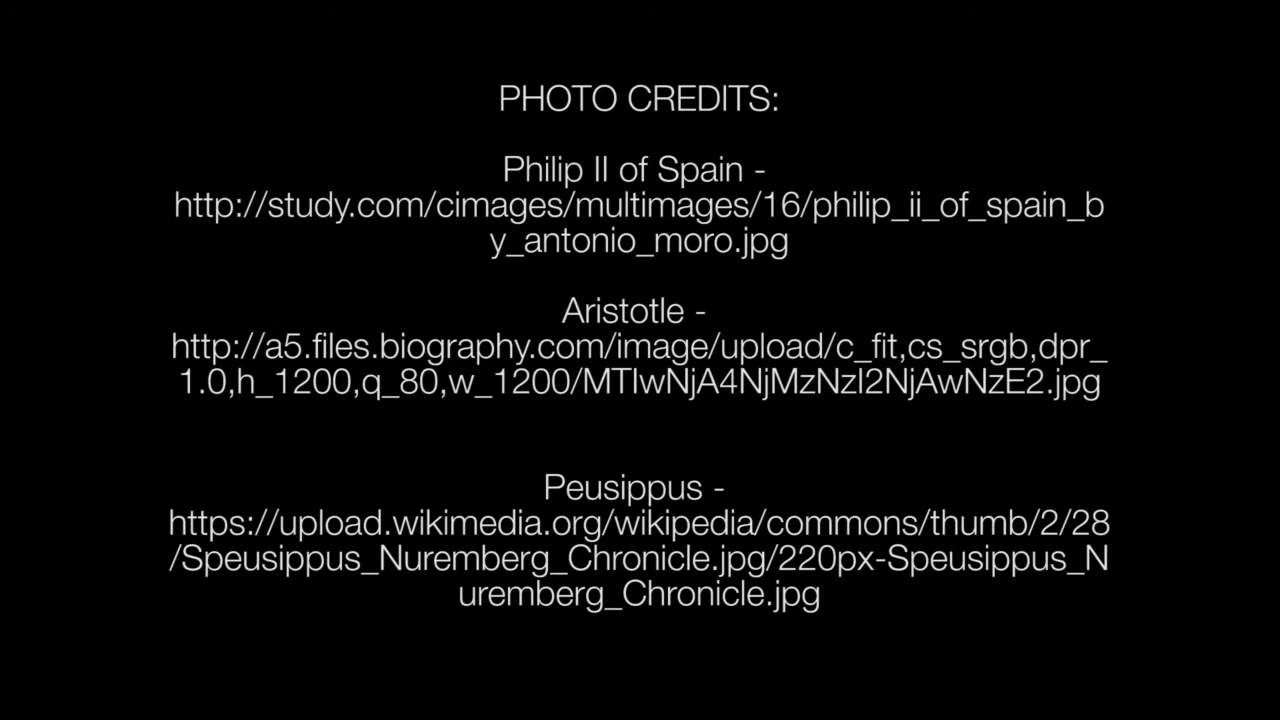 PHOTO CREDITS:
Philip II of Spain -
http://study.com/cimages/multimages/16/philip_ii_of_spain_b
y_antonio_moro.jpg
Aristotle -
http://a5.files.biography.com/image/upload/c_fit,cs_srgb,dpr_
1.0,h_1200,q_80,w_1200/MTIwNjA4NjMzNzI2NjAwNzE2.jpg
Peusippus -
https://upload.wikimedia.org/wikipedia/commons/thumb/2/28
/Speusippus_Nuremberg_Chronicle.jpg/220px-Speusippus_N
uremberg_Chronicle.jpg